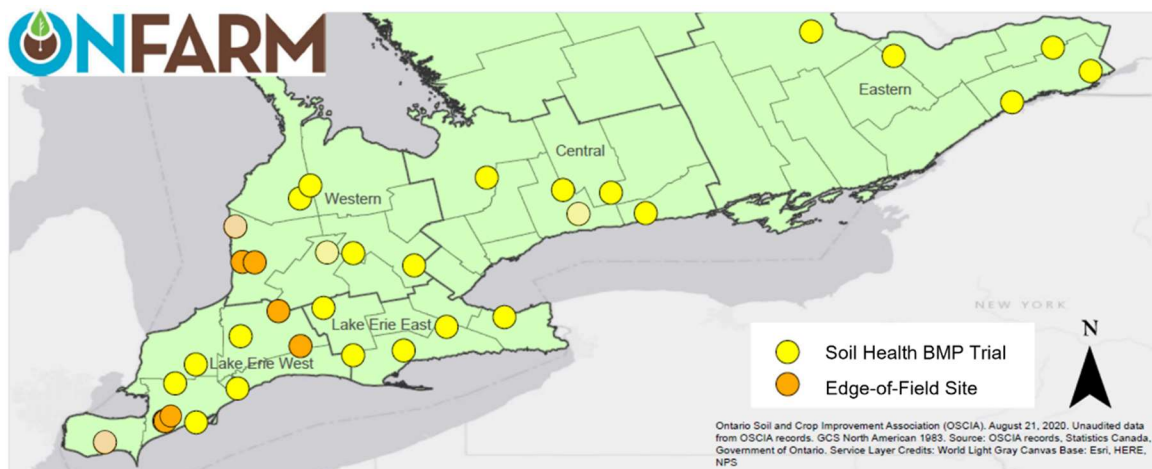 ONFARM
Eastern
Central
Western
Lake Erie East
Lake Erie West
NEW YORK
N
Soil Health BMP Trial
Edge-of-Field Site
Ontario Soil and Crop Improvement Association (OSCIA). August 21, 2020. Unaudited
data from OSCIA records. GCS North American 1983. Source: OSCIA records, Statistics Canada,
Government of Ontario. Service Layer Credits: World Light Gray Canvas Base: Esri, HERE,
NPS